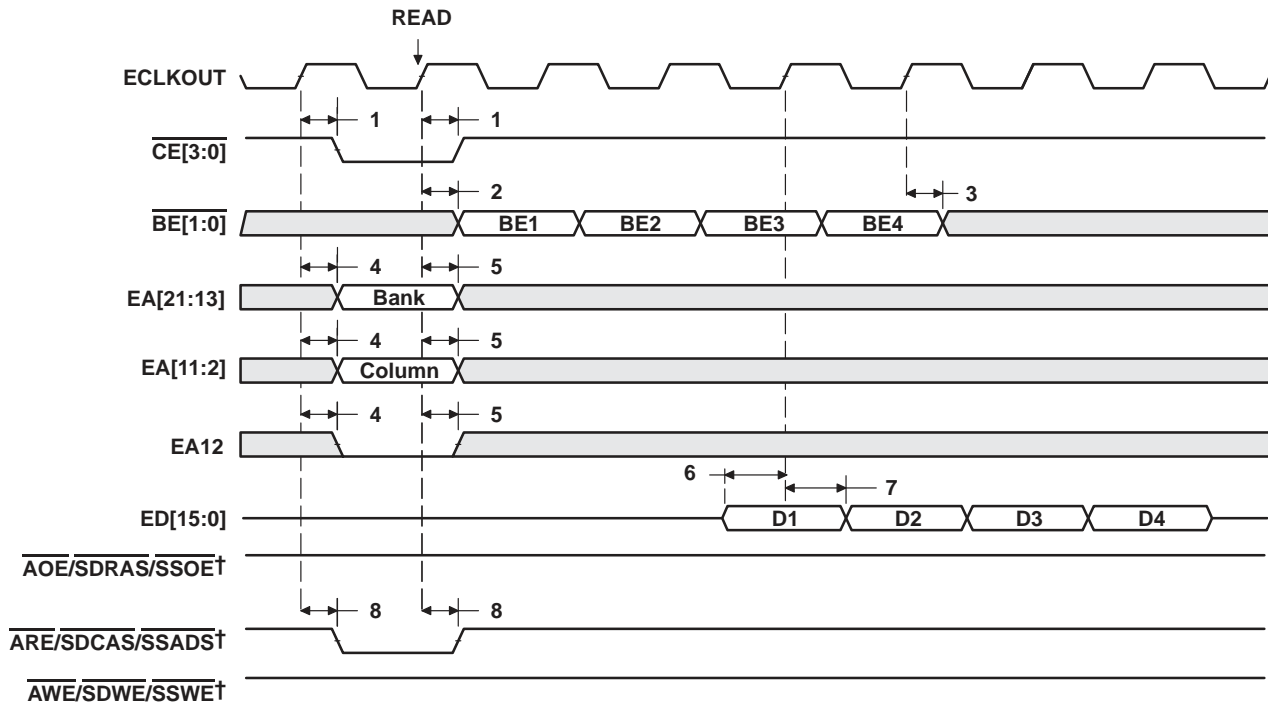 READ
ECLKOUT
1 1
CE[3:0]
2 3
BE[1:0] BE1 BE2 BE3 BE4
4 5
EA[21:13] Bank
4 5
EA[11:2] Column
4 5
EA12
6 7
ED[15:0] D1 D2 D3 D4
AOE/SDRAS/SSOE†
8 8
ARE/SDCAS/SSADS†
AWE/SDWE/SSWE†